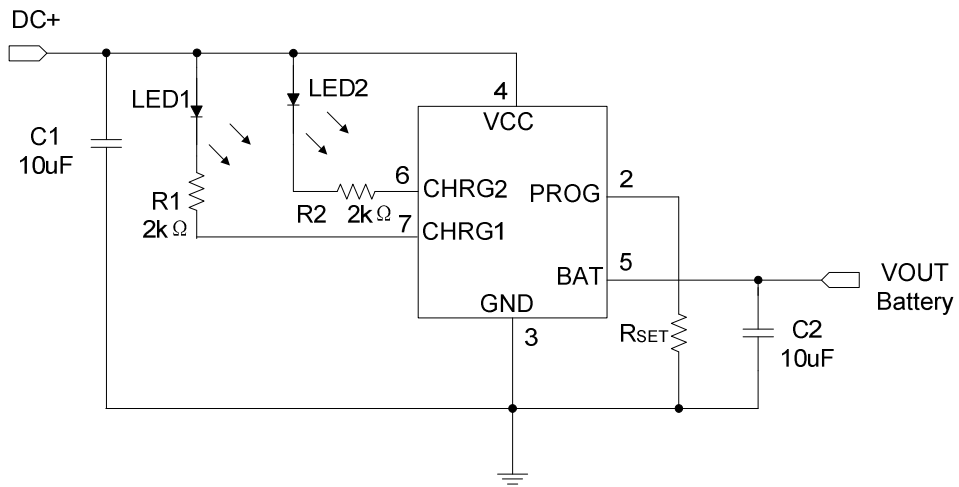 DC+
LED1
LED2
4
VCC
C1
10uF
6
CHRG2
PROG
2
R1
2kΩ
R2
2kΩ
7
CHRG1
BAT
5
VOUT
Battery
GND
3
RSET
C2
10uF